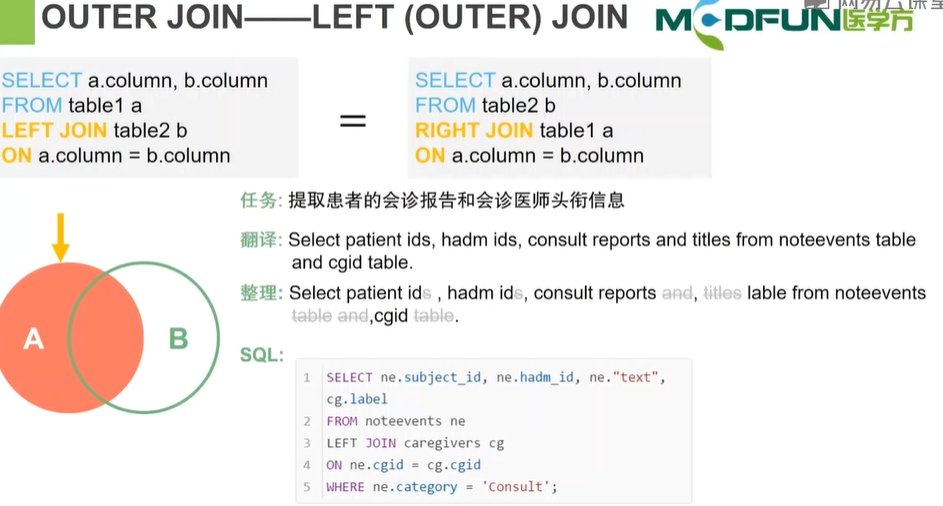 OUTER JOIN——LEFT (OUTER) JOIN
MEDFUN医学方
SELECT a.column, b.column
FROM table1 a
LEFT JOIN table2 b
ON a.column = b.column
=
SELECT a.column, b.column
FROM table2 b
RIGHT JOIN table1 a
ON a.column = b.column
任务: 提取患者的会诊报告和会诊医师头衔信息
翻译: Select patient ids, hadm ids, consult reports and titles from noteevents table
and cgid table.
整理: Select patient ids , hadm ids, consult reports and, titles lable from noteevents
table and,cgid table.
A
B
SQL:
1 SELECT ne.subject_id, ne.hadm_id, ne."text",
cg.label
2 FROM noteevents ne
3 LEFT JOIN caregivers cg
4 ON ne.cgid = cg.cgid
5 WHERE ne.category = 'Consult';